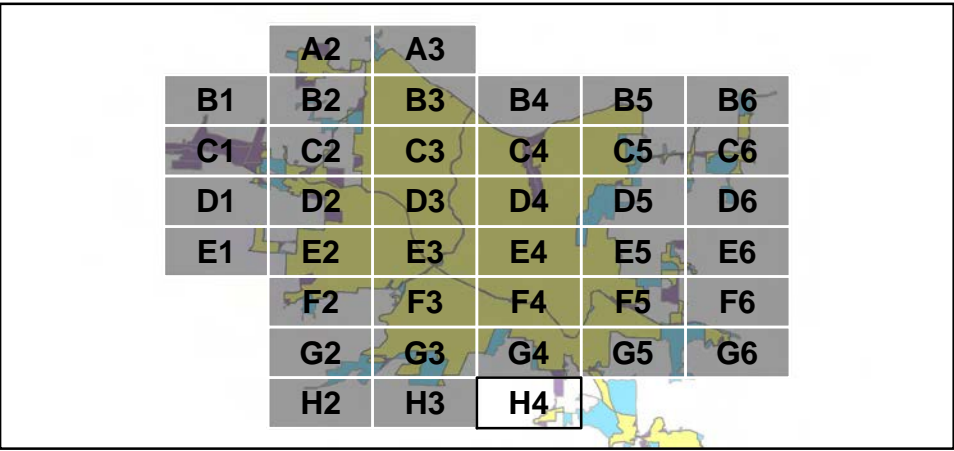 A2 A3
B1 B2 B3 B4 B5 B6
C1 C2 C3 C4 C5 C6
D1 D2 D3 D4 D5 D6
E1 E2 E3 E4 E5 E6
F2 F3 F4 F5 F6
G2 G3 G4 G5 G6
H2 H3 H4